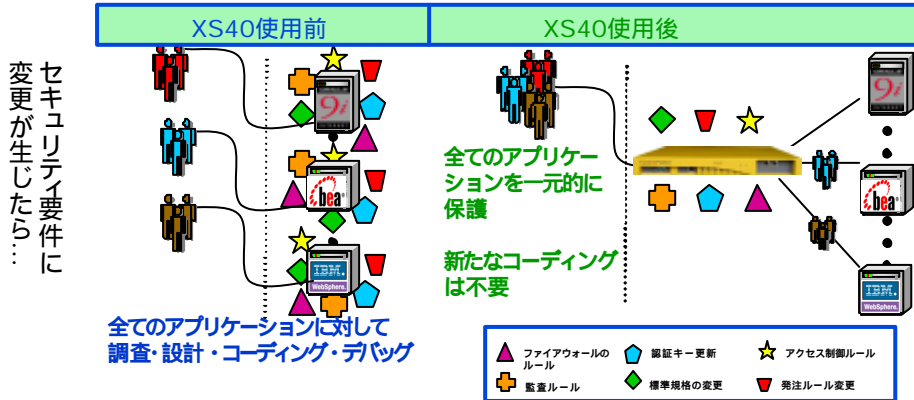 XS40使用前
XS40使用後
セキュリティ要件に
変更が生じたら…
9i
bea
IBM.
WebSphere.
全てのアプリケーションに対して
調査・設計・コーディング・デバッグ
全てのアプリケー
ションを一元的に
保護
新たなコーディング
は不要
9i
bea
IBM.
WebSphere.
ファイアウォールの
ルール
認証キー更新
アクセス制御ルール
監査ルール
標準規格の変更
発注ルール変更